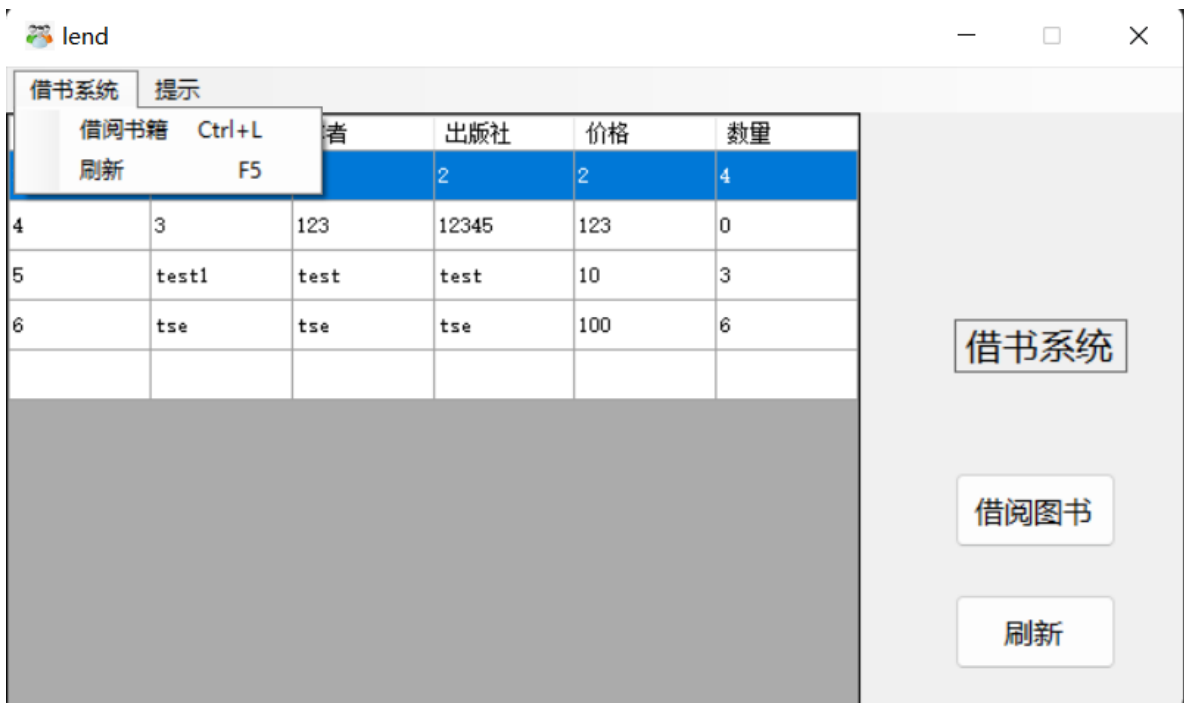 lend
借书系统 提示
借阅书籍 Ctrl+L
刷新 F5
者 出版社 价格 数量
2 2 4
4 3 123 12345 123 0
5 test1 test test 10 3
6 tse tse tse 100 6
借书系统
借阅图书
刷新